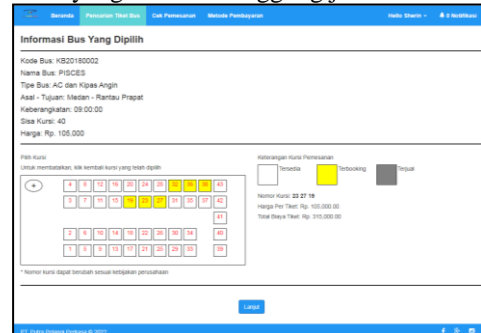 Beranda Pencarian Tiket Bus Cek Pemesanan Metode Pembayaran Hello Sherin 0 Notifikasi
Informasi Bus Yang Dipilih
Kode Bus: KB20180002
Nama Bus: PISCES
Tipe Bus: AC dan Kipas Angin
Asal - Tujuan: Medan - Rantau Prapat
Keberangkatan: 09:00:00
Sisa Kursi: 40
Harga: Rp. 105,000
Pilih Kursi
Untuk membatalkan, klik kembali kursi yang telah dipilih
4 8 12 16 20 24 28 32 36 38 43
3 7 11 15 19 23 27 31 35 37 42
41
2 6 10 14 18 22 26 30 34 40
1 5 9 13 17 21 25 29 33 39
* Nomor kursi dapat berubah sesuai kebijakan perusahaan
Keterangan Kursi Pemesanan
Tersedia Terbooking Terjual
Nomor Kursi: 23 27 19
Harga Per Tiket: Rp. 105,000.00
Total Biaya Tiket: Rp. 315,000.00
Lanjut